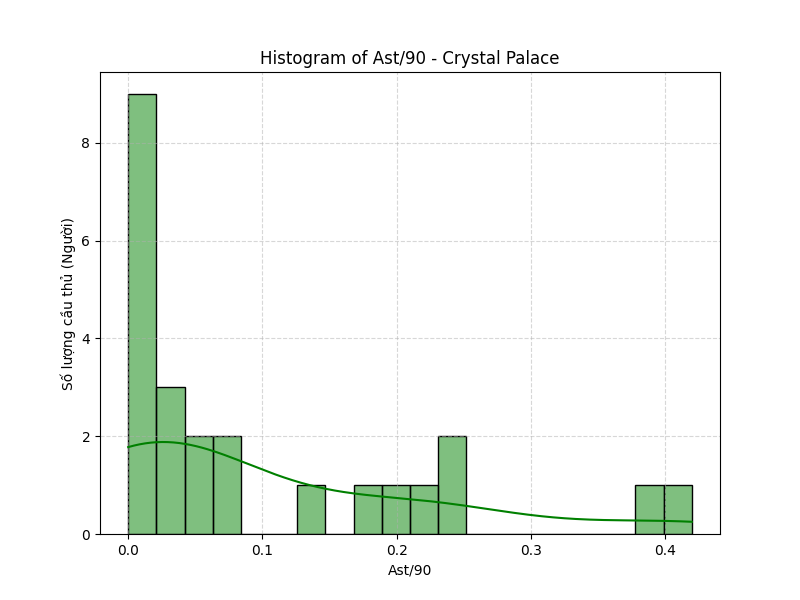 Histogram of Ast/90 - Crystal Palace
Số lượng cầu thủ (Người)
8
6
4
2
0
0.0 0.1 0.2 0.3 0.4
Ast/90